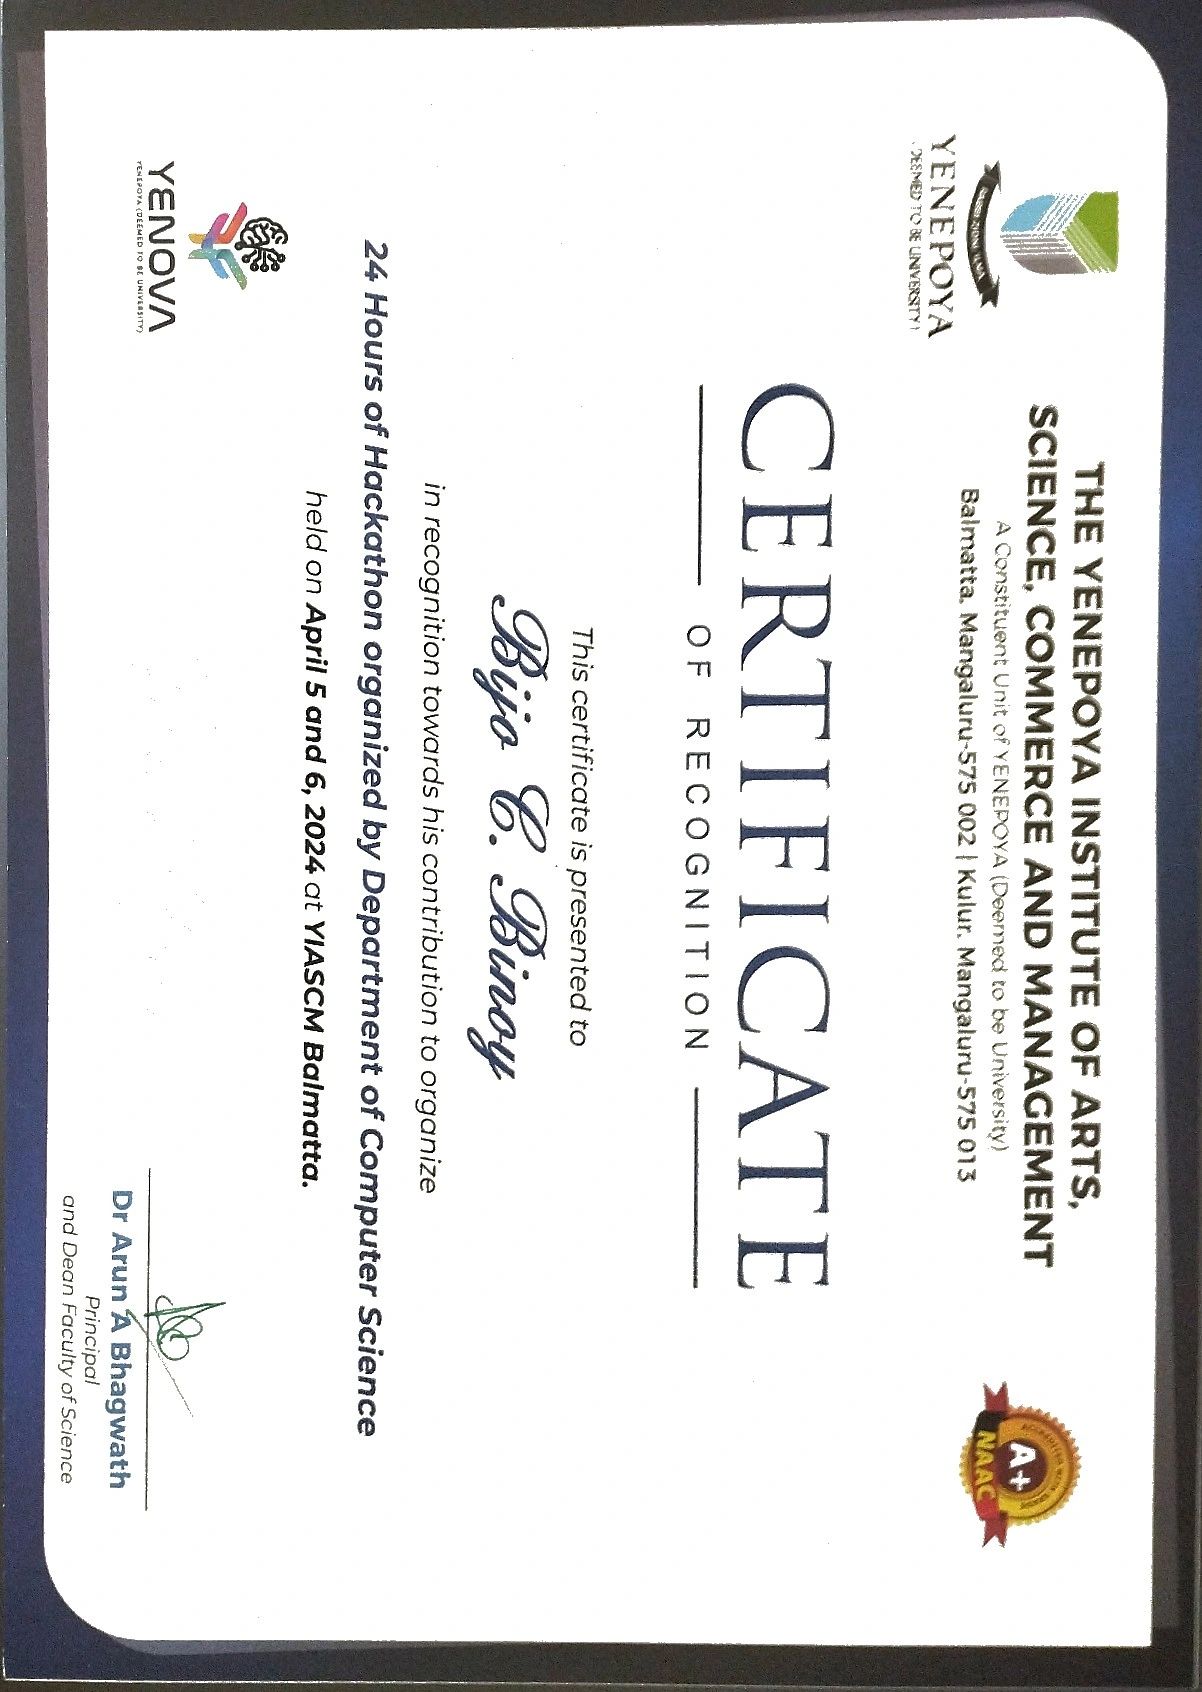 THE YENEPOYA INSTITUTE OF ARTS,
SCIENCE, COMMERCE AND MANAGEMENT
A Constituent Unit of YENEPOYA (Deemed to be University)
Balmatta, Mangaluru-575 002 | Kulur, Mangaluru-575 013
YENEPOYA
(DEEMED TO BE UNIVERSITY)
A+
NAAC
CERTIFICATE
OF RECOGNITION
This certificate is presented to
Bijo C. Binoy
in recognition towards his contribution to organize
24 Hours of Hackathon organized by Department of Computer Science
held on April 5 and 6, 2024 at YIASCM Balmatta.
YENOVA
YENEPOYA (DEEMED TO BE UNIVERSITY)
Dr Arun A Bhagwath
Principal
and Dean Faculty of Science